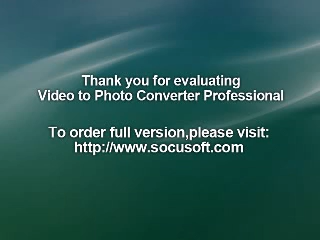 Thank you for evaluating
Video to Photo Converter Professional
To order full version,please visit:
http://www.socusoft.com